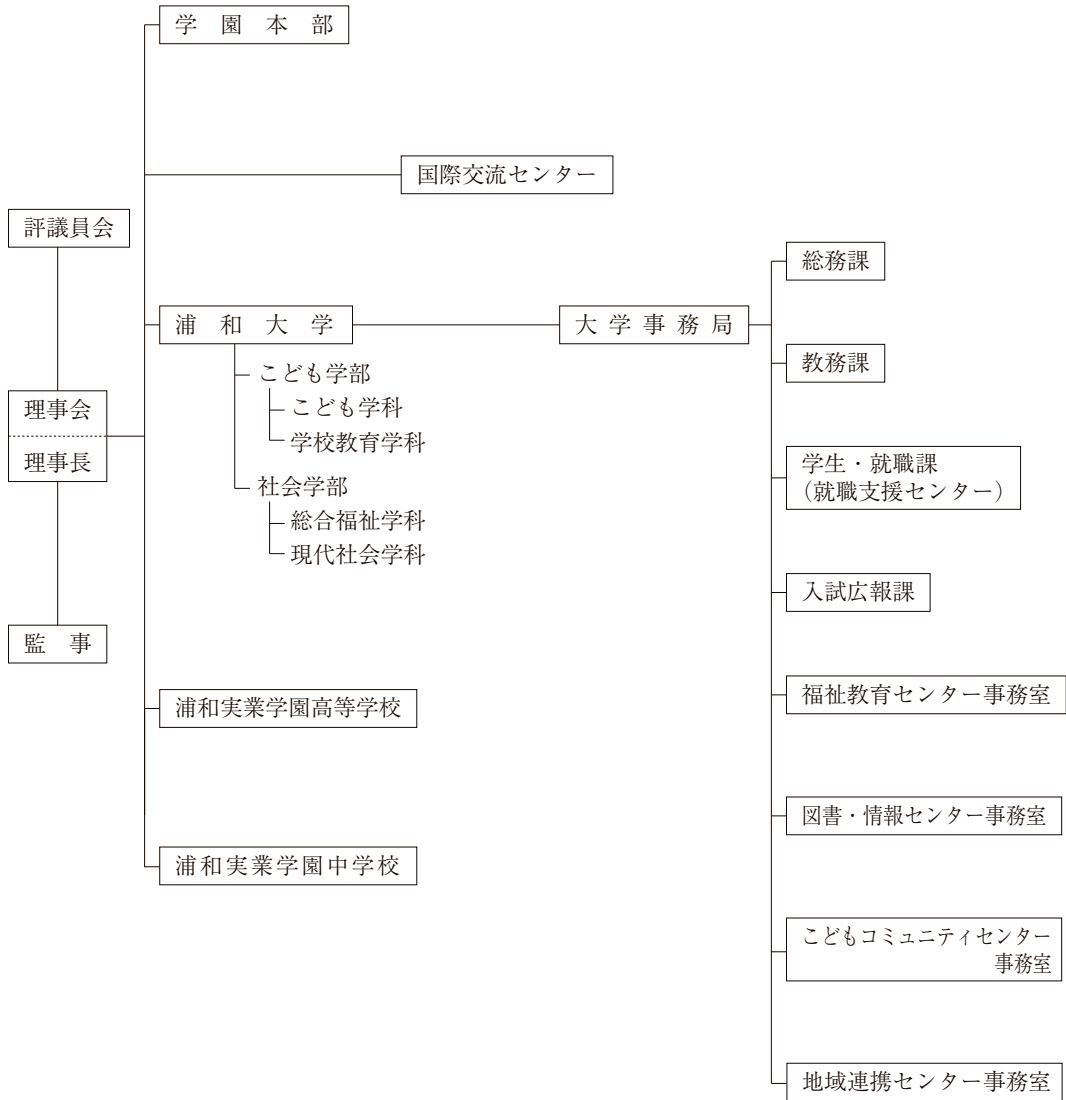 学園本部
国際交流センター
評議員会
理事会
理事長
監事
浦和大学
こども学部
こども学科
学校教育学科
社会学部
総合福祉学科
現代社会学科
浦和実業学園高等学校
浦和実業学園中学校
大学事務局
総務課
教務課
学生・就職課
(就職支援センター)
入試広報課
福祉教育センター事務室
図書・情報センター事務室
こどもコミュニティセンター
事務室
地域連携センター事務室